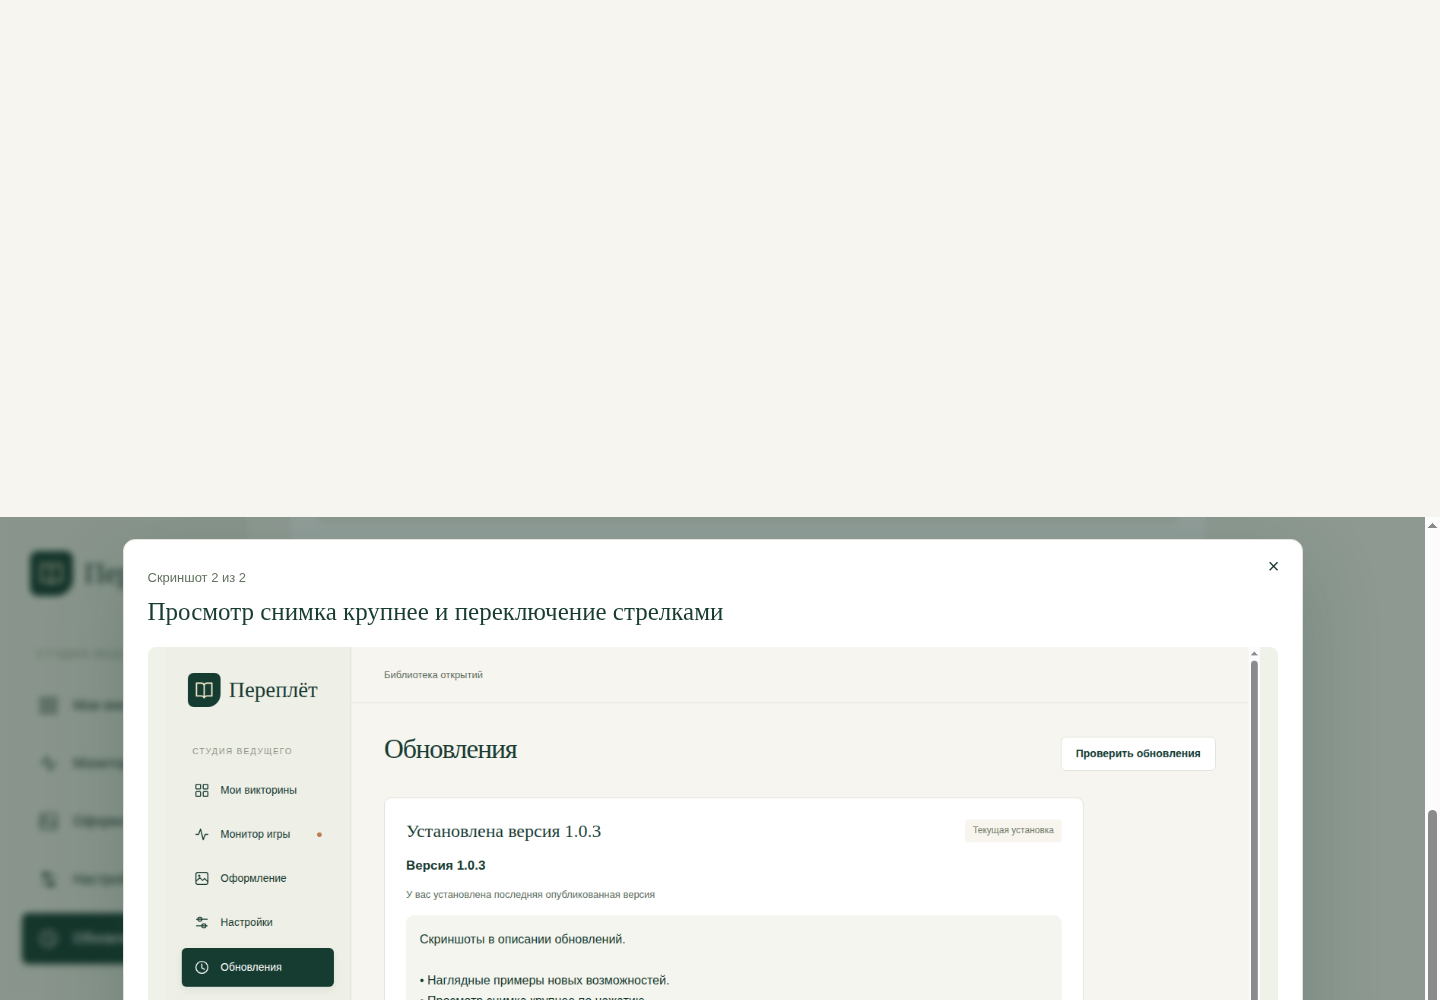 Скриншот 2 из 2
Просмотр снимка крупнее и переключение стрелками
Переплёт
Библиотека открытий
СТУДИЯ ВЕДУЩЕГО
Мои викторины
Монитор игры
Оформление
Настройки
Обновления
Обновления
Проверить обновления
Установлена версия 1.0.3
Текущая установка
Версия 1.0.3
У вас установлена последняя опубликованная версия
Скриншоты в описании обновлений.
• Наглядные примеры новых возможностей.